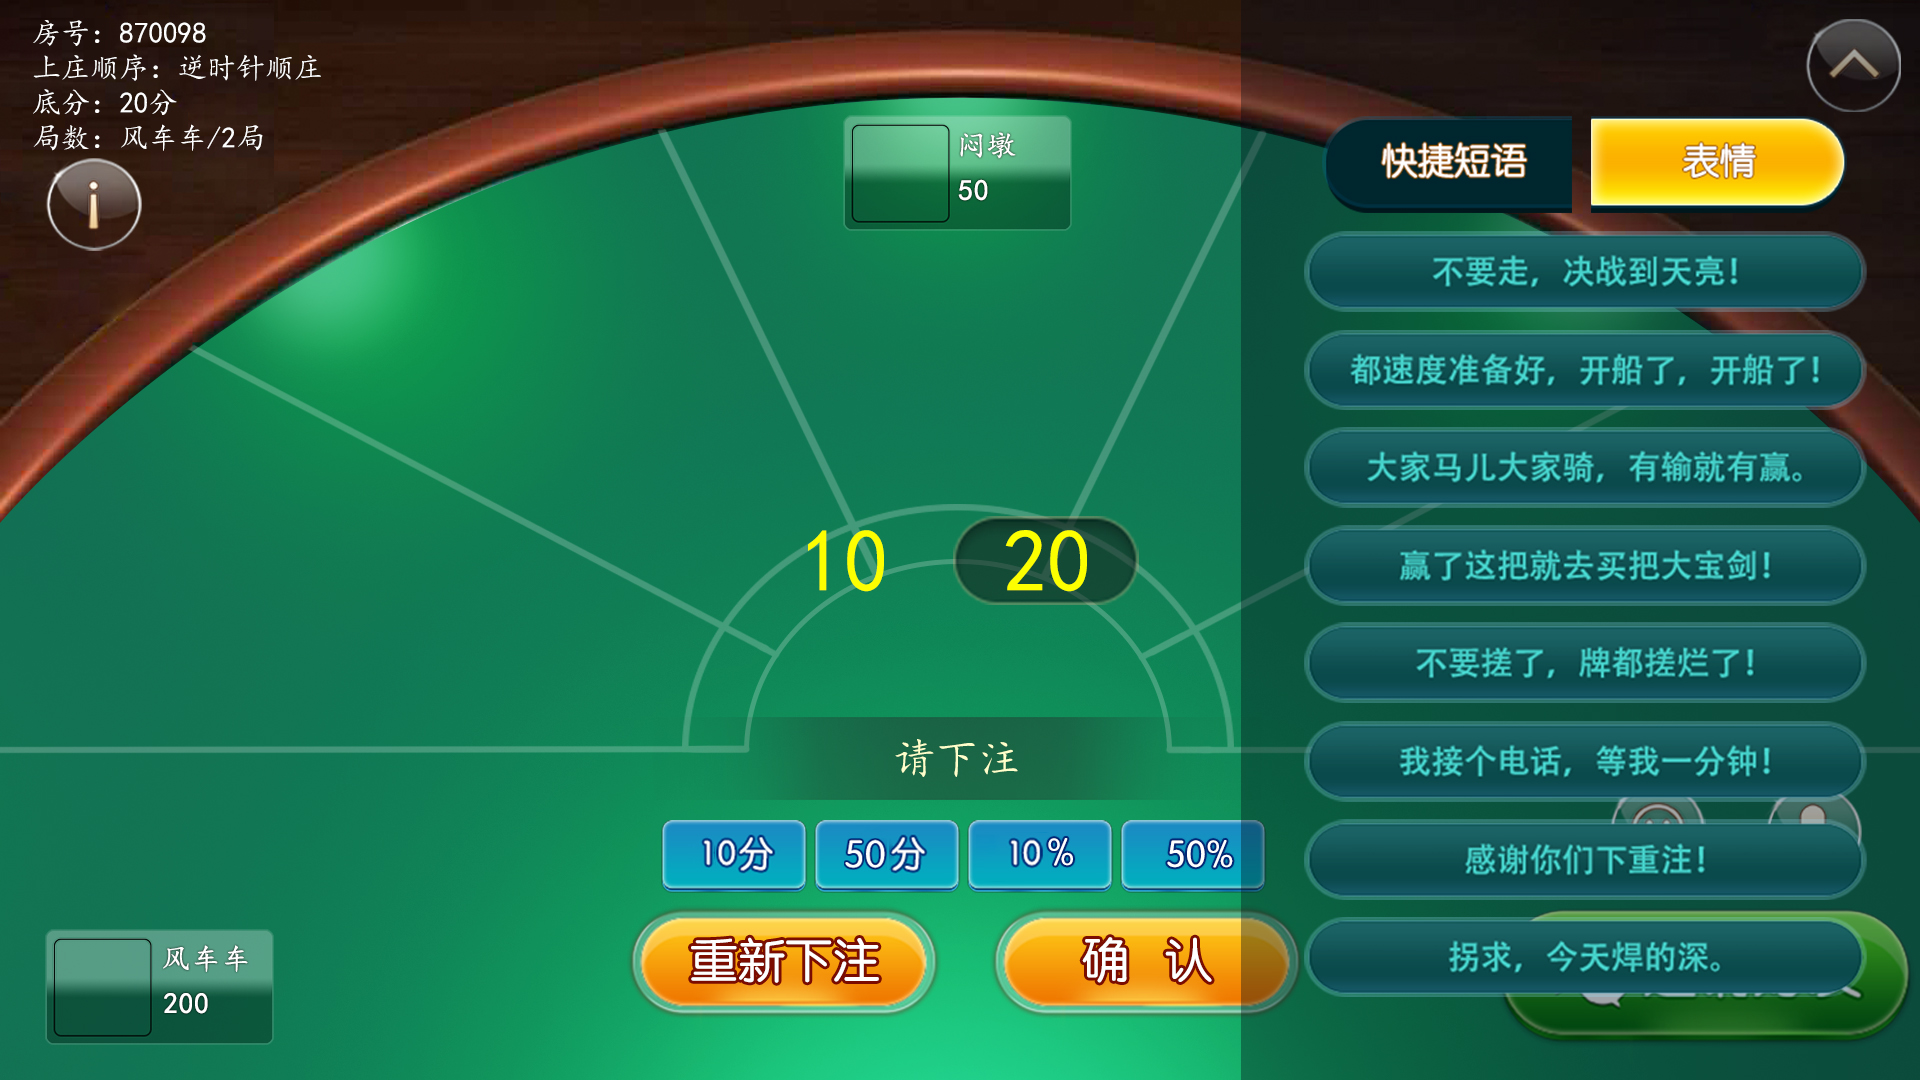 房号：870098
上庄顺序：逆时针顺庄
底分：20分
局数：风车车/2局
闷墩
50
快捷短语
表情
不要走，决战到天亮！
都速度准备好，开船了，开船了！
大家马儿大家骑，有输就有赢。
赢了这把就去买把大宝剑！
不要搓了，牌都搓烂了！
我接个电话，等我一分钟！
感谢你们下重注！
拐求，今天焊的深。
10
20
请下注
10分
50分
10%
50%
重新下注
确认
风车车
200